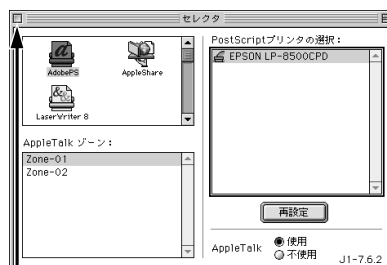 セレクタ
AdobePS
AppleShare
LaserWriter 8
AppleTalk ゾーン：
Zone-01
Zone-02
PostScriptプリンタの選択：
EPSON LP-8500CPD
再設定
AppleTalk
使用
不使用
J1-7.6.2